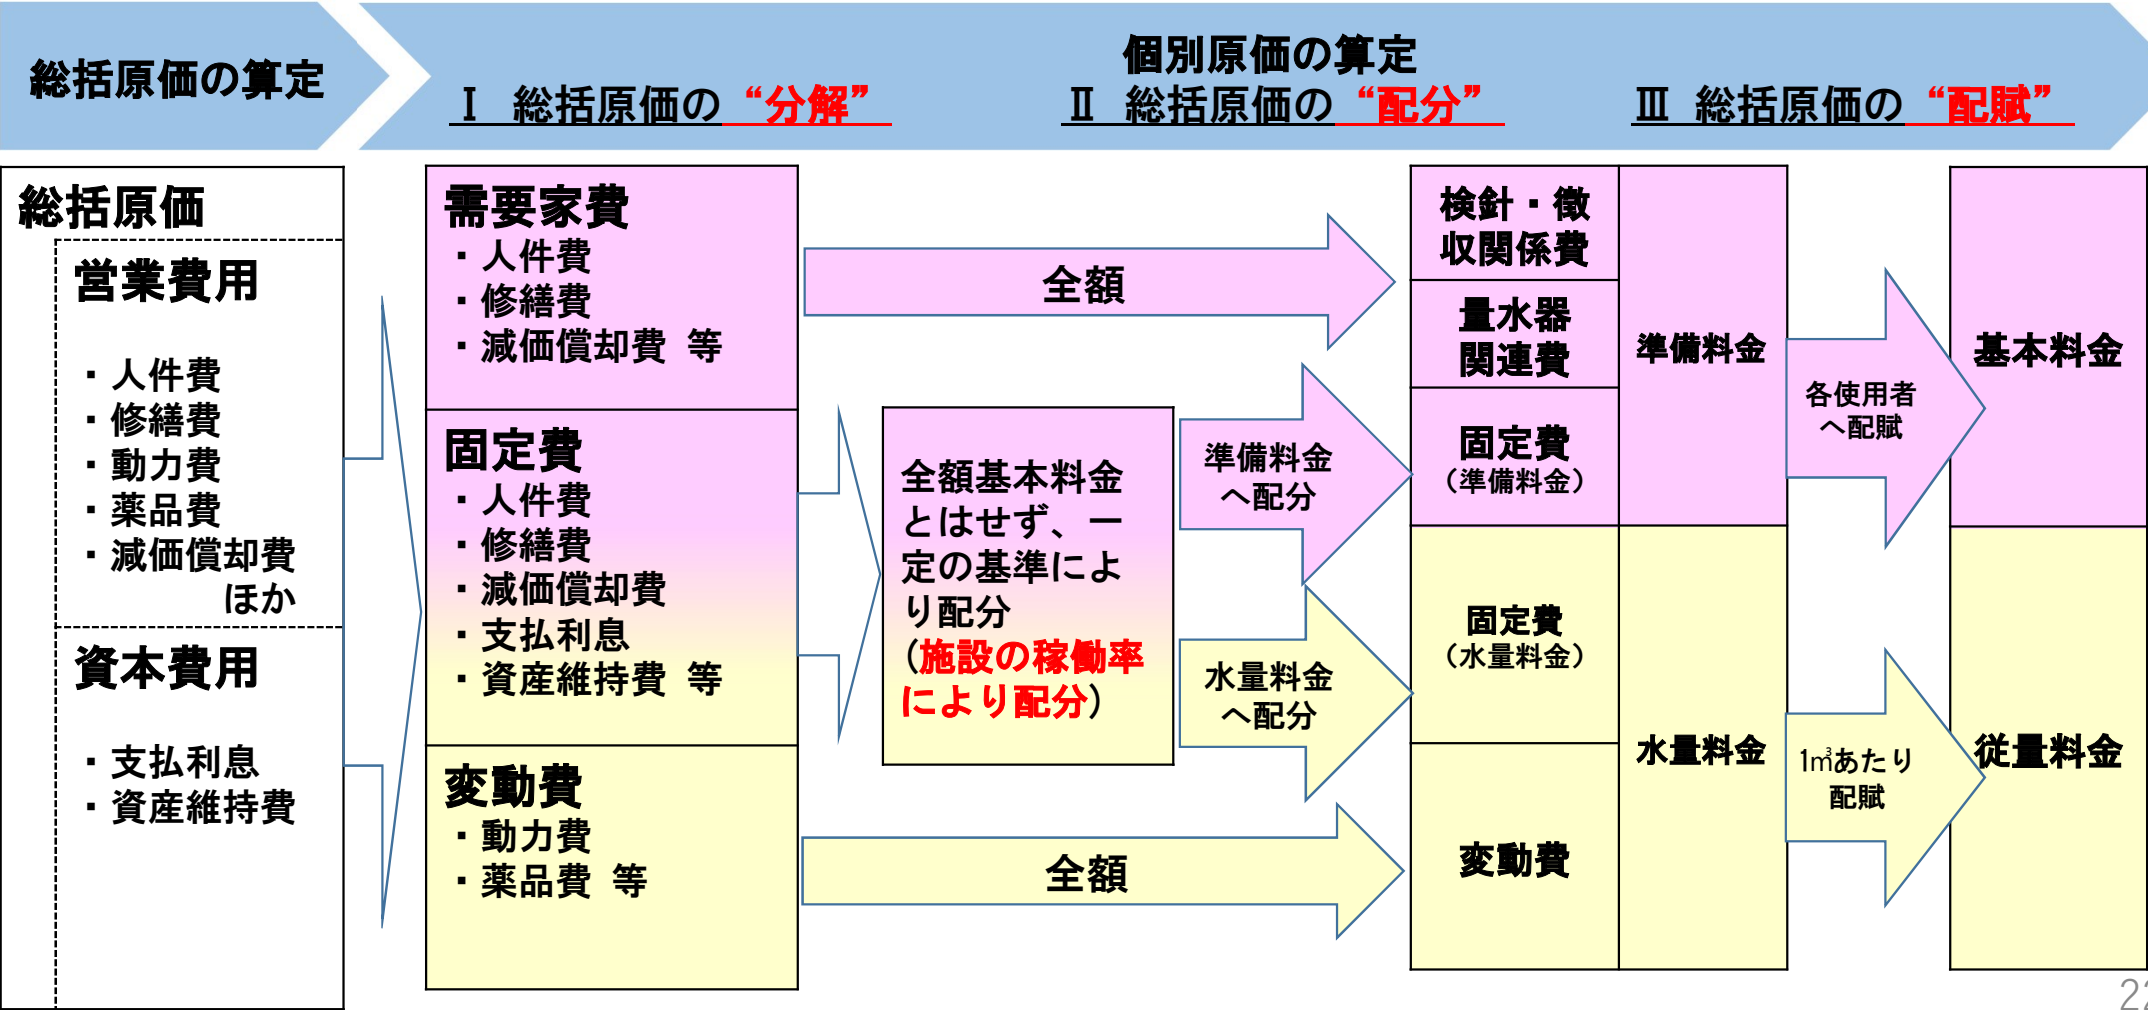 総括原価の算定
個別原価の算定
Ⅰ 総括原価の“分解”
Ⅱ 総括原価の“配分”
Ⅲ 総括原価の“配賦”
総括原価
営業費用
・人件費
・修繕費
・動力費
・薬品費
・減価償却費
ほか
資本費用
・支払利息
・資産維持費
需要家費
・人件費
・修繕費
・減価償却費 等
固定費
・人件費
・修繕費
・減価償却費
・支払利息
・資産維持費 等
変動費
・動力費
・薬品費 等
全額
全額基本料金
とはせず、一
定の基準によ
り配分
(施設の稼働率
により配分)
準備料金
へ配分
水量料金
へ配分
全額
検針・徴
収関係費
量水器
関連費
固定費
（準備料金）
固定費
（水量料金）
変動費
準備料金
水量料金
各使用者
へ配賦
1㎥あたり
配賦
基本料金
従量料金
22